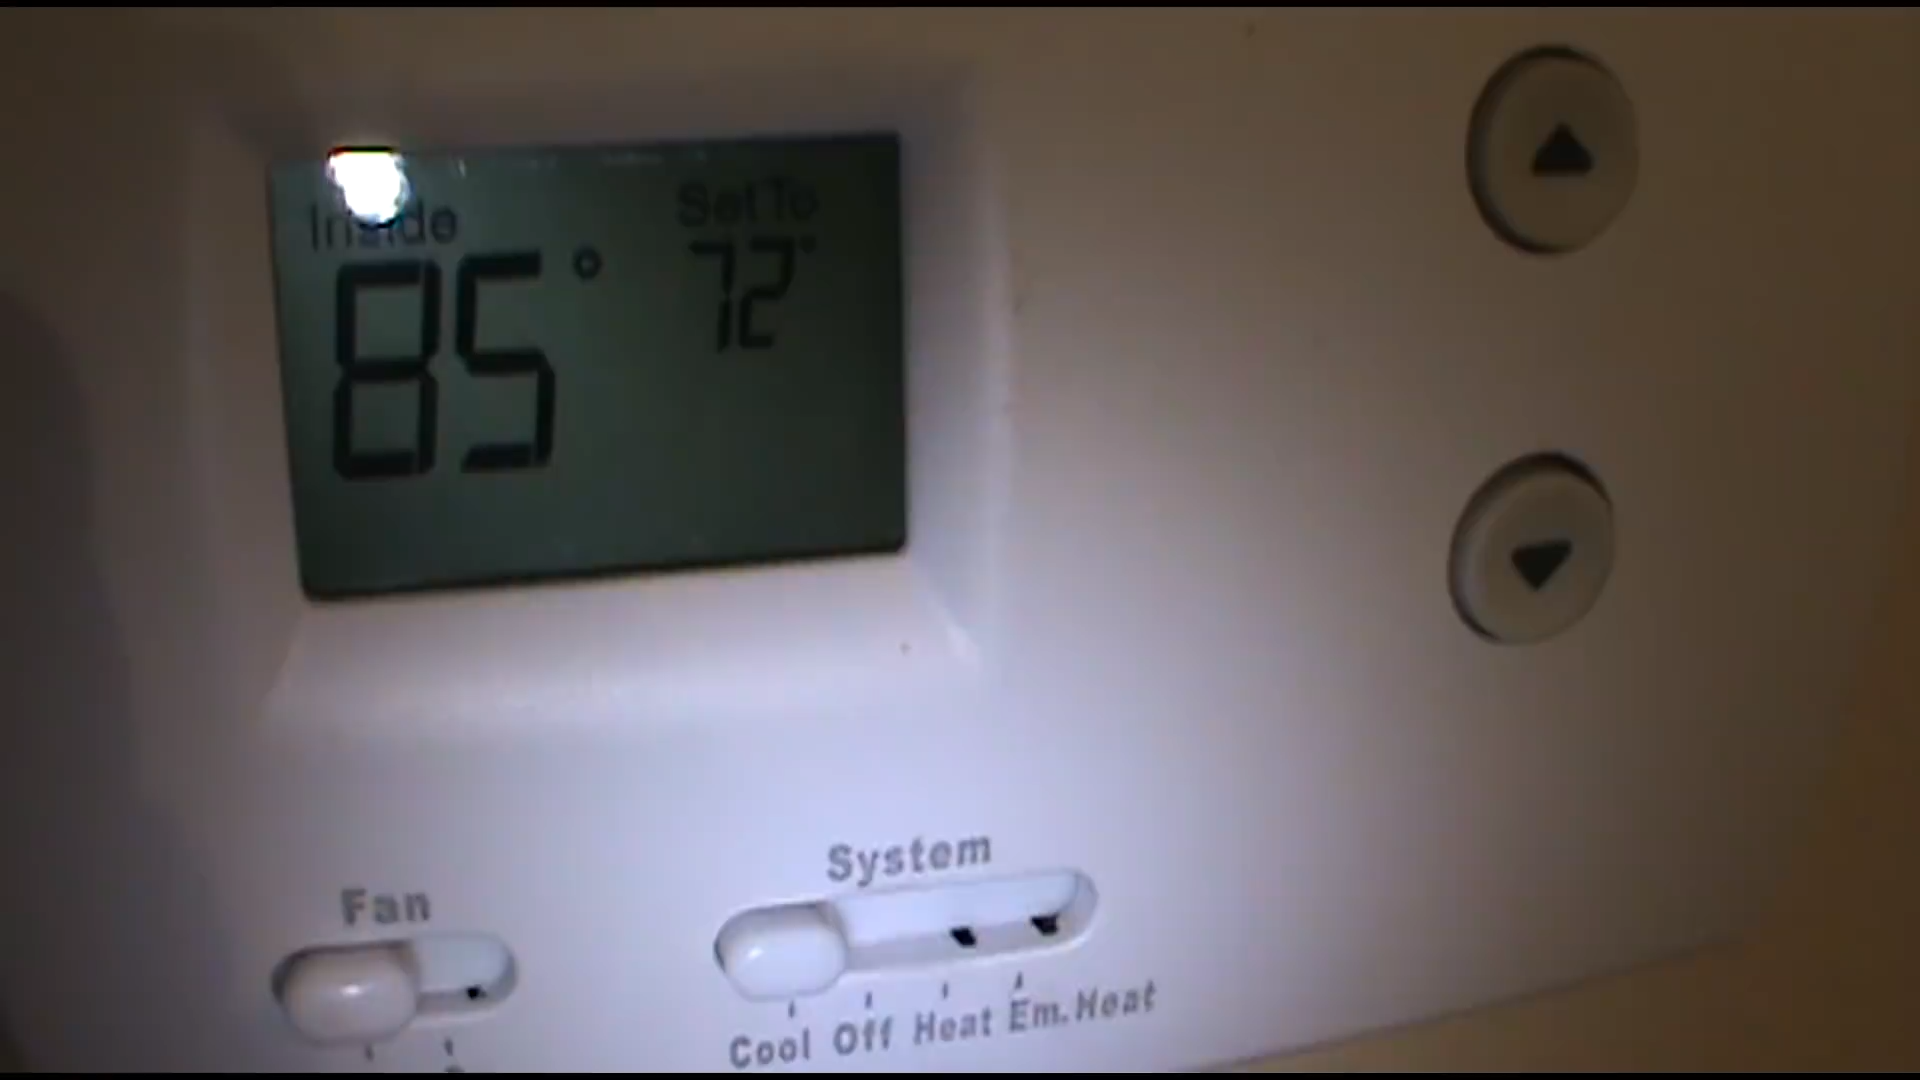 Inside
Set To
85°
72°
System
Fan
Cool Off Heat Em. Heat